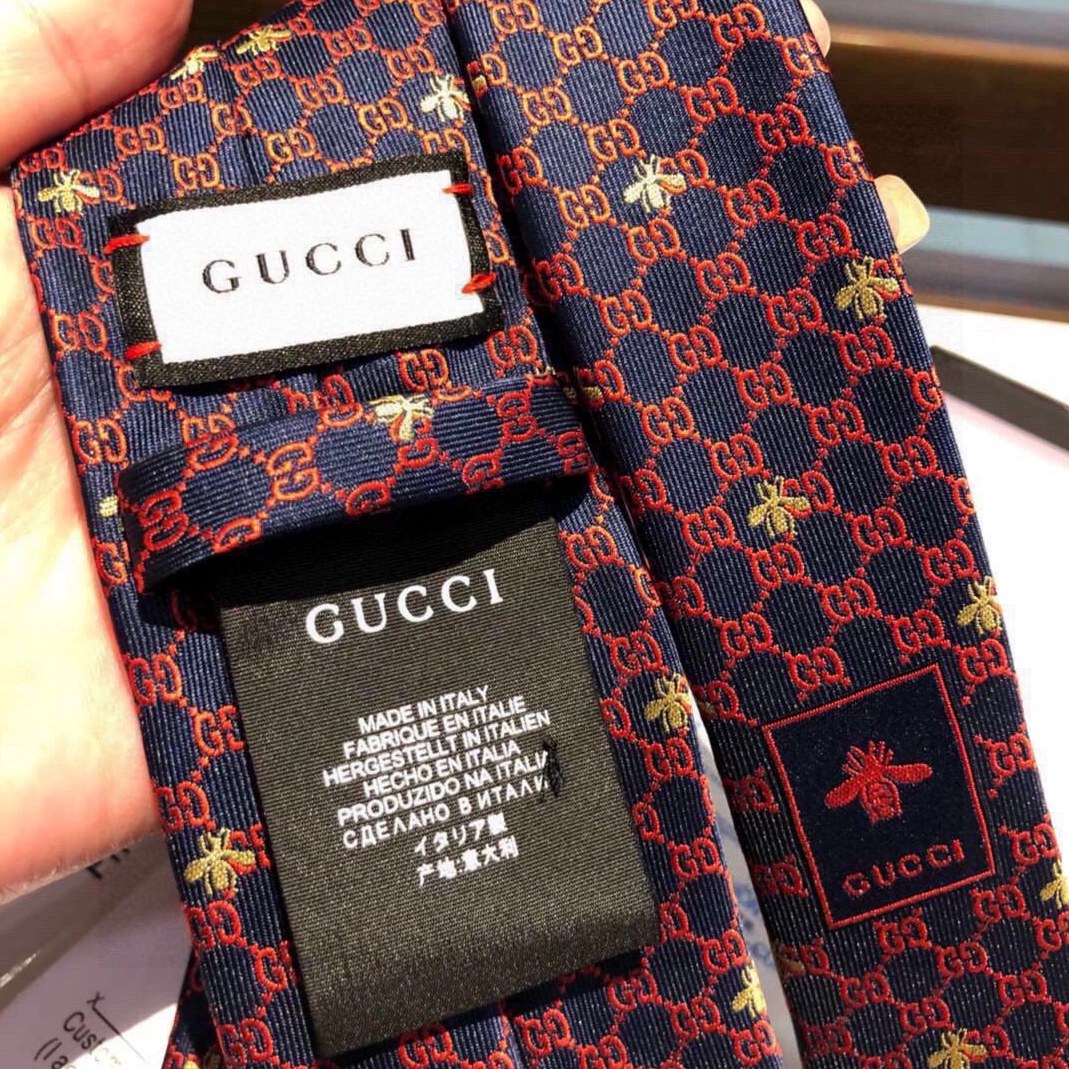 GUCCI
GUCCI
MADE IN ITALY
FABRIQUE EN ITALIE
HERGESTELLT IN ITALIEN
HECHO EN ITALIA
PRODUZIDO NA ITALIA
СДЕЛАНО В ИТАЛИИ
イタリア製
产地:意大利
GUCCI